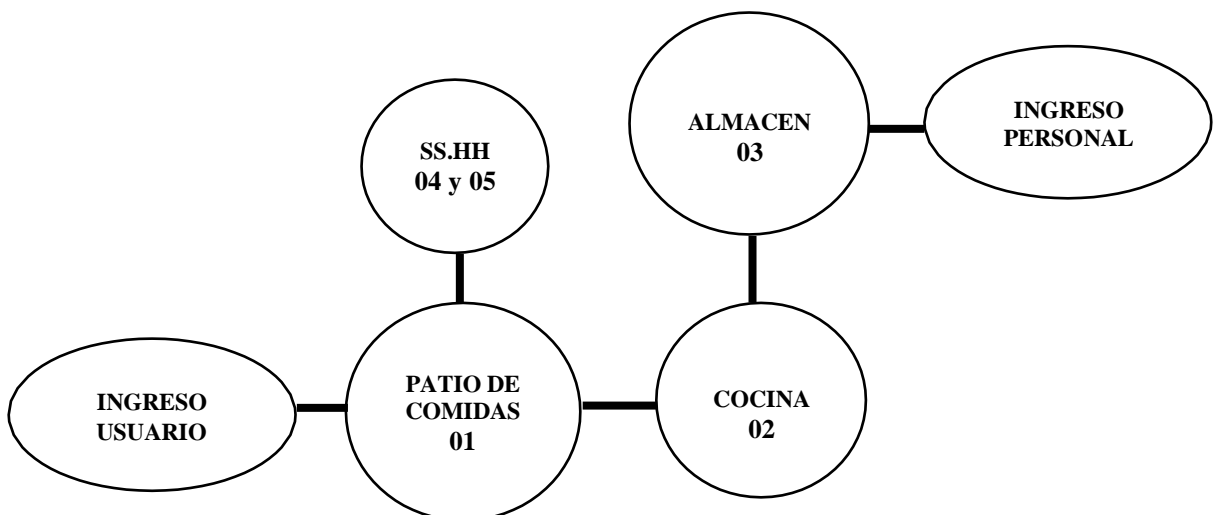 SS.HH
04 y 05
ALMACEN
03
INGRESO
PERSONAL
INGRESO
USUARIO
PATIO DE
COMIDAS
01
COCINA
02